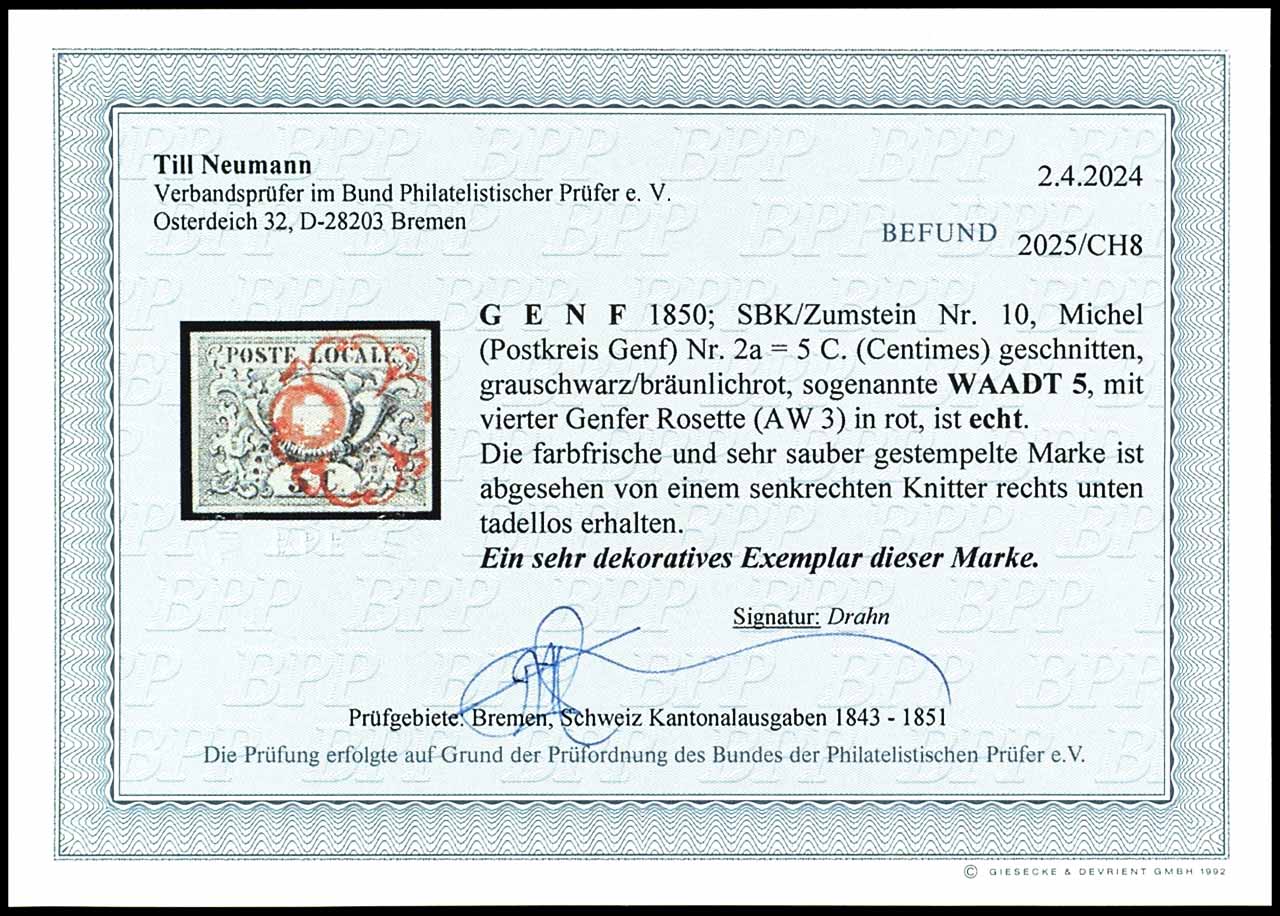 Till Neumann
Verbandsprüfer im Bund Philatelistischer Prüfer e. V.
Osterdeich 32, D-28203 Bremen
2.4.2024
BEFUND 2025/CH8
POSTE LOCALE
5 C
G E N F 1850; SBK/Zumstein Nr. 10, Michel
(Postkreis Genf) Nr. 2a = 5 C. (Centimes) geschnitten,
grauschwarz/bräunlichrot, sogenannte WAADT 5, mit
vierter Genfer Rosette (AW 3) in rot, ist echt.
Die farbfrische und sehr sauber gestempelte Marke ist
abgesehen von einem senkrechten Knitter rechts unten
tadellos erhalten.
Ein sehr dekoratives Exemplar dieser Marke.
Signatur: Drahn
Prüfgebiete: Bremen, Schweiz Kantonalausgaben 1843 - 1851
Die Prüfung erfolgte auf Grund der Prüfordnung des Bundes der Philatelistischen Prüfer e.V.
© GIESECKE & DEVRIENT GMBH 1992